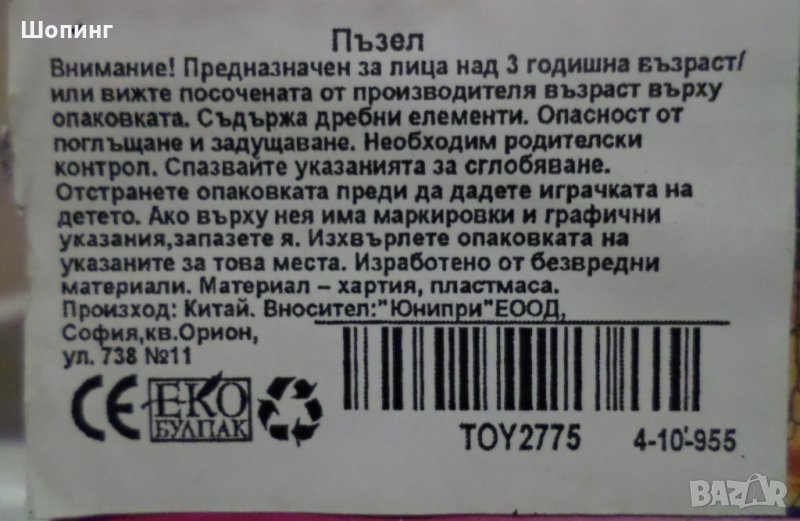 Шопинг
Пъзел
Внимание! Предназначен за лица над 3 годишна възраст/
или вижте посочената от производителя възраст върху
опаковката. Съдържа дребни елементи. Опасност от
поглъщане и задушаване. Необходим родителски
контрол. Спазвайте указанията за сглобяване.
Отстранете опаковката преди да дадете играчката на
детето. Ако върху нея има маркировки и графични
указания,запазете я. Изхвърлете опаковката на
указаните за това места. Изработено от безвредни
материали. Материал – хартия, пластмаса.
Произход: Китай. Вносител:"Юнипри"ЕООД,
София,кв.Орион,
ул. 738 №11
CE ЕКО
БУЛПАК
TOY2775 4-10-955
BAZAR